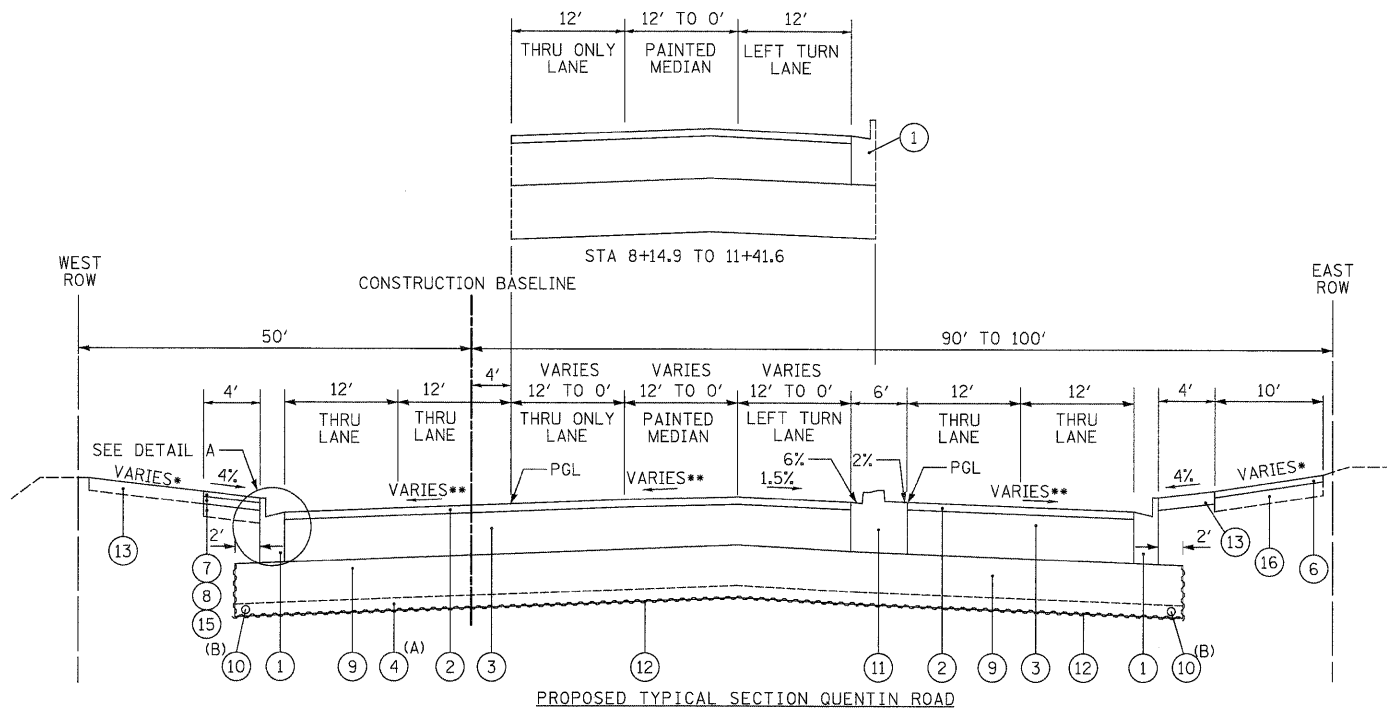 12' 12' TO 0' 12'
THRU ONLY LANE PAINTED MEDIAN LEFT TURN LANE
1
STA 8+14.9 TO 11+41.6
WEST ROW
CONSTRUCTION BASELINE
EAST ROW
50' 90' TO 100'
4' VARIES VARIES VARIES
4' 12' 12' 12' TO 0' 12' TO 0' 12' TO 0' 6' 12' 12' 4' 10'
THRU LANE THRU LANE THRU ONLY LANE PAINTED MEDIAN LEFT TURN LANE THRU LANE THRU LANE
SEE DETAIL A
VARIES* 4% VARIES** PGL VARIES** 1.5% 6% 2% PGL VARIES** 4% VARIES*
13 2' 2' 13 16 6
7
8
15
(B) 10 1 9 4 (A) 2 3 12 11 2 9 3 12 1 10 (B)
PROPOSED TYPICAL SECTION QUENTIN ROAD